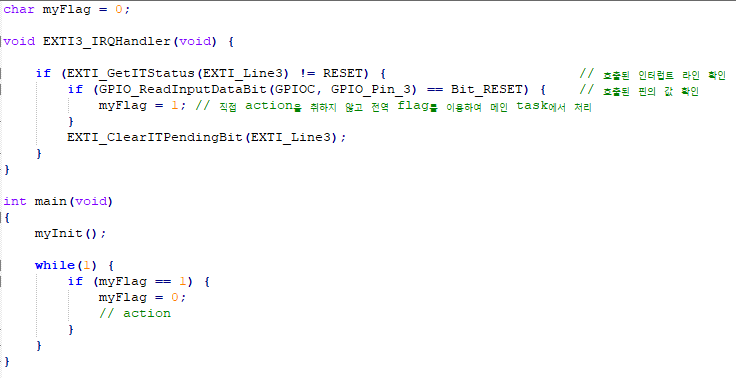 char myFlag = 0;
void EXTI3_IRQHandler(void) {
if (EXTI_GetITStatus(EXTI_Line3) != RESET) { // 호출된 인터럽트 라인 확인
if (GPIO_ReadInputDataBit(GPIOC, GPIO_Pin_3) == Bit_RESET) { // 호출된 핀의 값 확인
myFlag = 1; // 직접 action을 취하지 않고 전역 flag를 이용하여 메인 task에서 처리
}
EXTI_ClearITPendingBit(EXTI_Line3);
}
}
int main(void)
{
myInit();
while(1) {
if (myFlag == 1) {
myFlag = 0;
// action
}
}
}